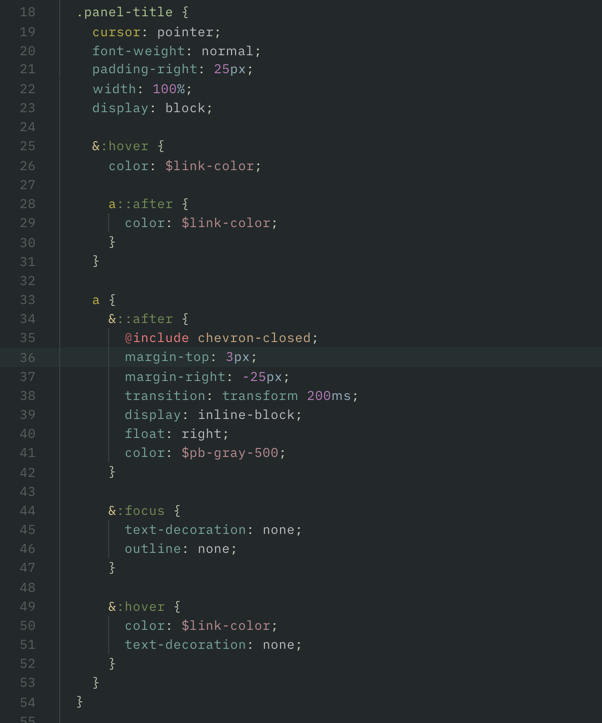 18 .panel-title {
19 cursor: pointer;
20 font-weight: normal;
21 padding-right: 25px;
22 width: 100%;
23 display: block;
24
25 &:hover {
26 color: $link-color;
27
28 a::after {
29 color: $link-color;
30 }
31 }
32
33 a {
34 &::after {
35 @include chevron-closed;
36 margin-top: 3px;
37 margin-right: -25px;
38 transition: transform 200ms;
39 display: inline-block;
40 float: right;
41 color: $pb-gray-500;
42 }
43
44 &:focus {
45 text-decoration: none;
46 outline: none;
47 }
48
49 &:hover {
50 color: $link-color;
51 text-decoration: none;
52 }
53 }
54 }
55